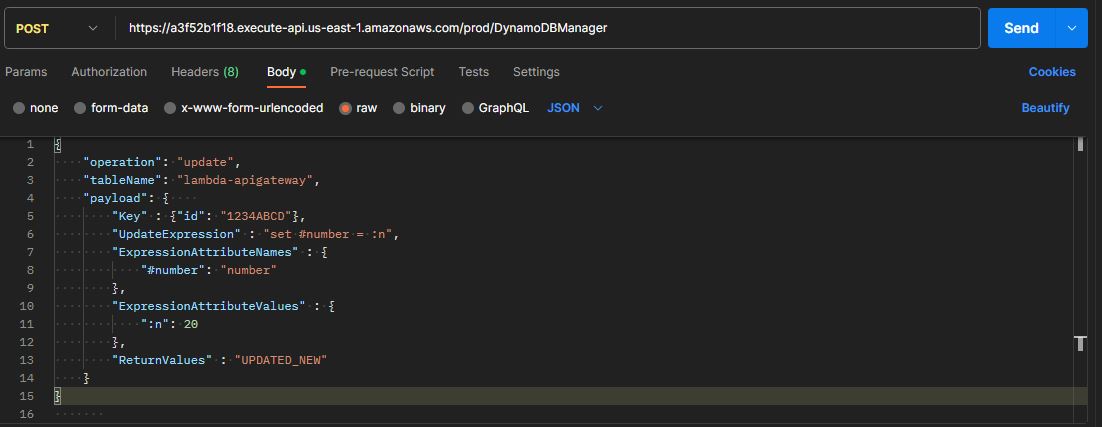 POST https://a3f52b1f18.execute-api.us-east-1.amazonaws.com/prod/DynamoDBManager Send
Params Authorization Headers (8) Body Pre-request Script Tests Settings Cookies
none form-data x-www-form-urlencoded raw binary GraphQL JSON Beautify
1 {
2 "operation": "update",
3 "tableName": "lambda-apigateway",
4 "payload": {
5 "Key" : {"id": "1234ABCD"},
6 "UpdateExpression" : "set #number = :n",
7 "ExpressionAttributeNames" : {
8 "#number": "number"
9 },
10 "ExpressionAttributeValues" : {
11 ":n": 20
12 },
13 "ReturnValues" : "UPDATED_NEW"
14 }
15 }
16